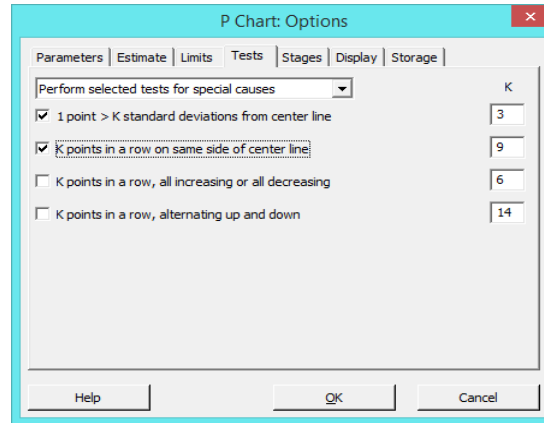 P Chart: Options
Parameters Estimate Limits Tests Stages Display Storage
Perform selected tests for special causes K
1 point > K standard deviations from center line 3
K points in a row on same side of center line 9
K points in a row, all increasing or all decreasing 6
K points in a row, alternating up and down 14
Help OK Cancel